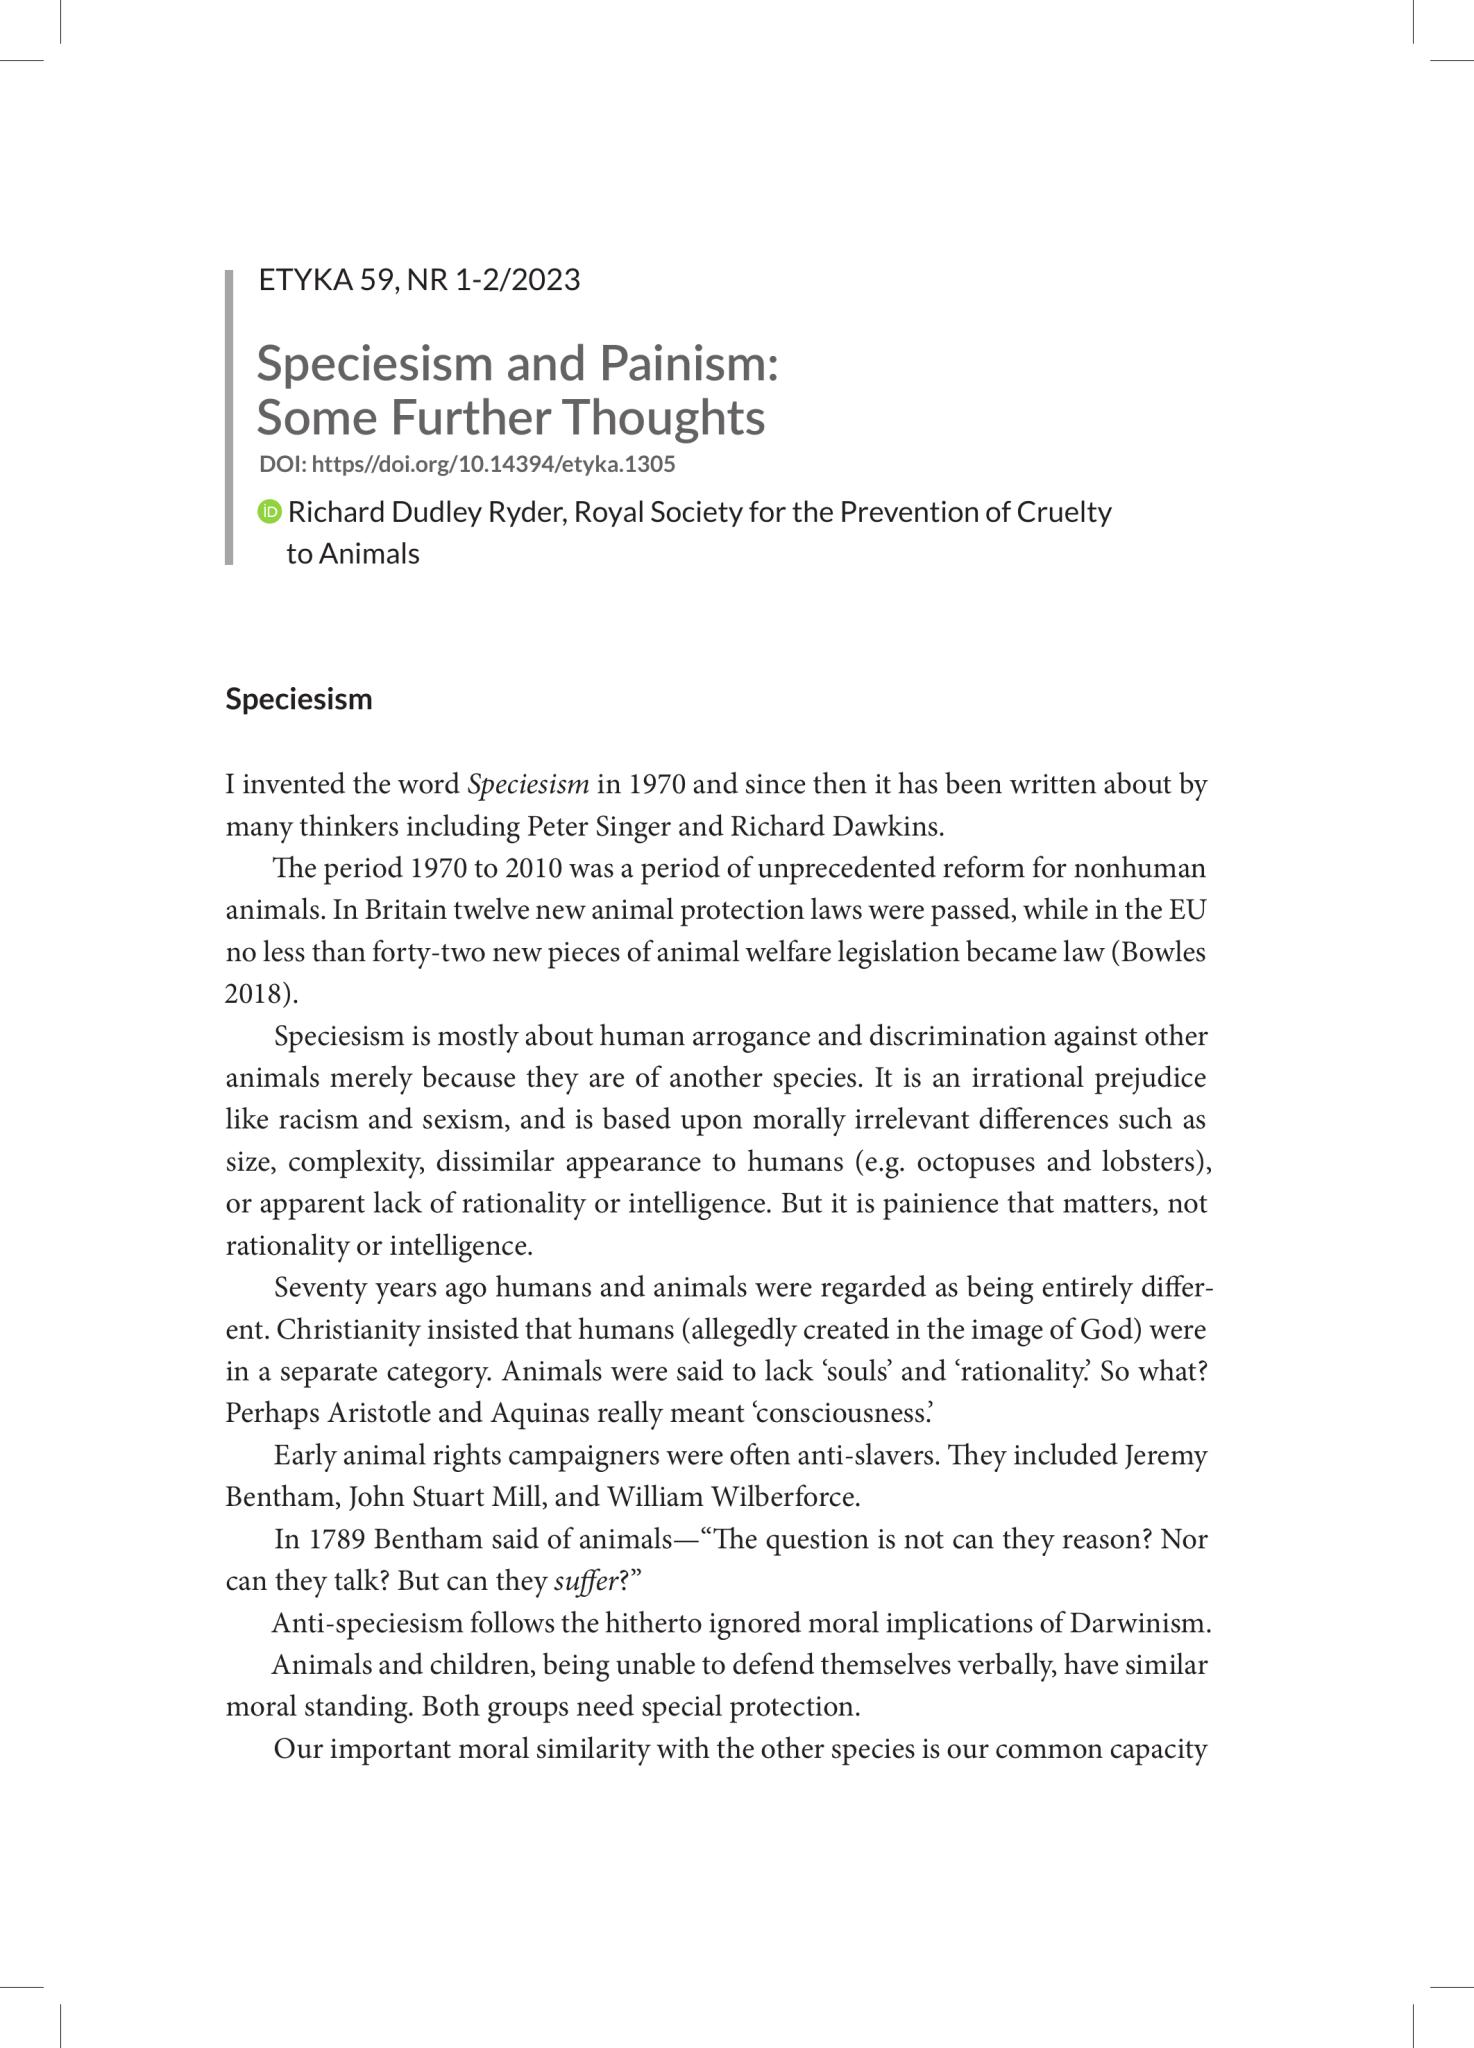 ETYKA 59, NR 1-2/2023
Speciesism and Painism:
Some Further Thoughts
DOI: https//doi.org/10.14394/etyka.1305
iD Richard Dudley Ryder, Royal Society for the Prevention of Cruelty
to Animals
Speciesism
I invented the word Speciesism in 1970 and since then it has been written about by
many thinkers including Peter Singer and Richard Dawkins.
The period 1970 to 2010 was a period of unprecedented reform for nonhuman
animals. In Britain twelve new animal protection laws were passed, while in the EU
no less than forty-two new pieces of animal welfare legislation became law (Bowles
2018).
Speciesism is mostly about human arrogance and discrimination against other
animals merely because they are of another species. It is an irrational prejudice
like racism and sexism, and is based upon morally irrelevant differences such as
size, complexity, dissimilar appearance to humans (e.g. octopuses and lobsters),
or apparent lack of rationality or intelligence. But it is painience that matters, not
rationality or intelligence.
Seventy years ago humans and animals were regarded as being entirely differ-
ent. Christianity insisted that humans (allegedly created in the image of God) were
in a separate category. Animals were said to lack ‘souls’ and ‘rationality.’ So what?
Perhaps Aristotle and Aquinas really meant ‘consciousness.’
Early animal rights campaigners were often anti-slavers. They included Jeremy
Bentham, John Stuart Mill, and William Wilberforce.
In 1789 Bentham said of animals—“The question is not can they reason? Nor
can they talk? But can they suffer?”
Anti-speciesism follows the hitherto ignored moral implications of Darwinism.
Animals and children, being unable to defend themselves verbally, have similar
moral standing. Both groups need special protection.
Our important moral similarity with the other species is our common capacity